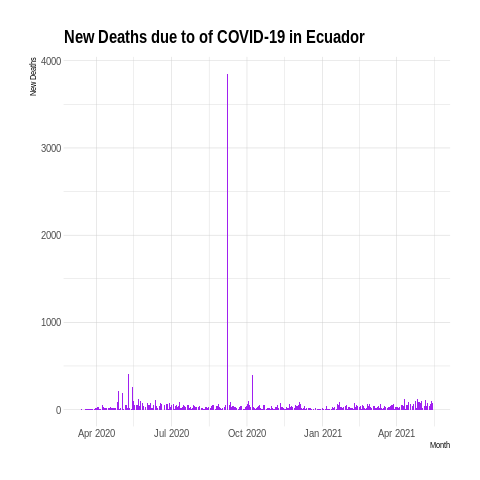 New Deaths due to of COVID-19 in Ecuador
New Deaths
4000
3000
2000
1000
0
Apr 2020 Jul 2020 Oct 2020 Jan 2021 Apr 2021
Month